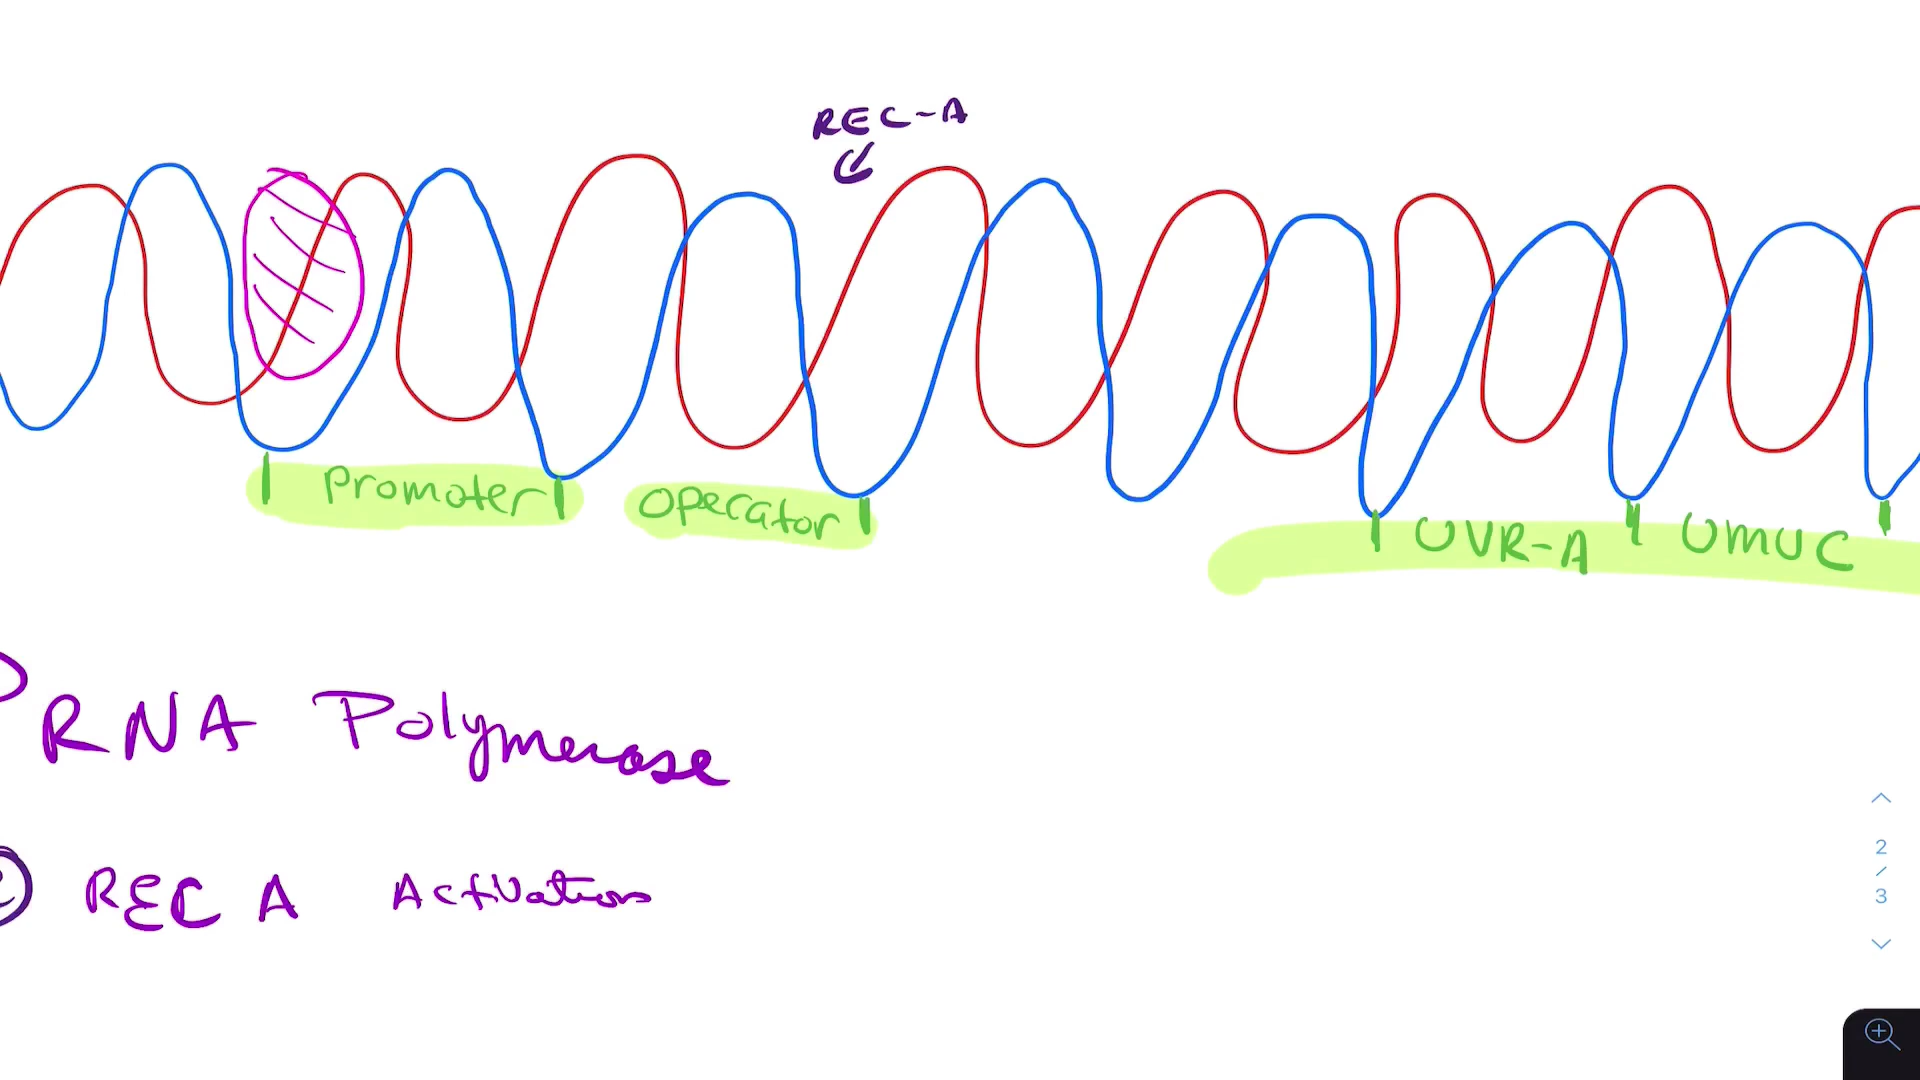 REC-A
Promoter
operator
UVR-A
UMUC
RNA Polymerase
REC A Activation
2
/
3